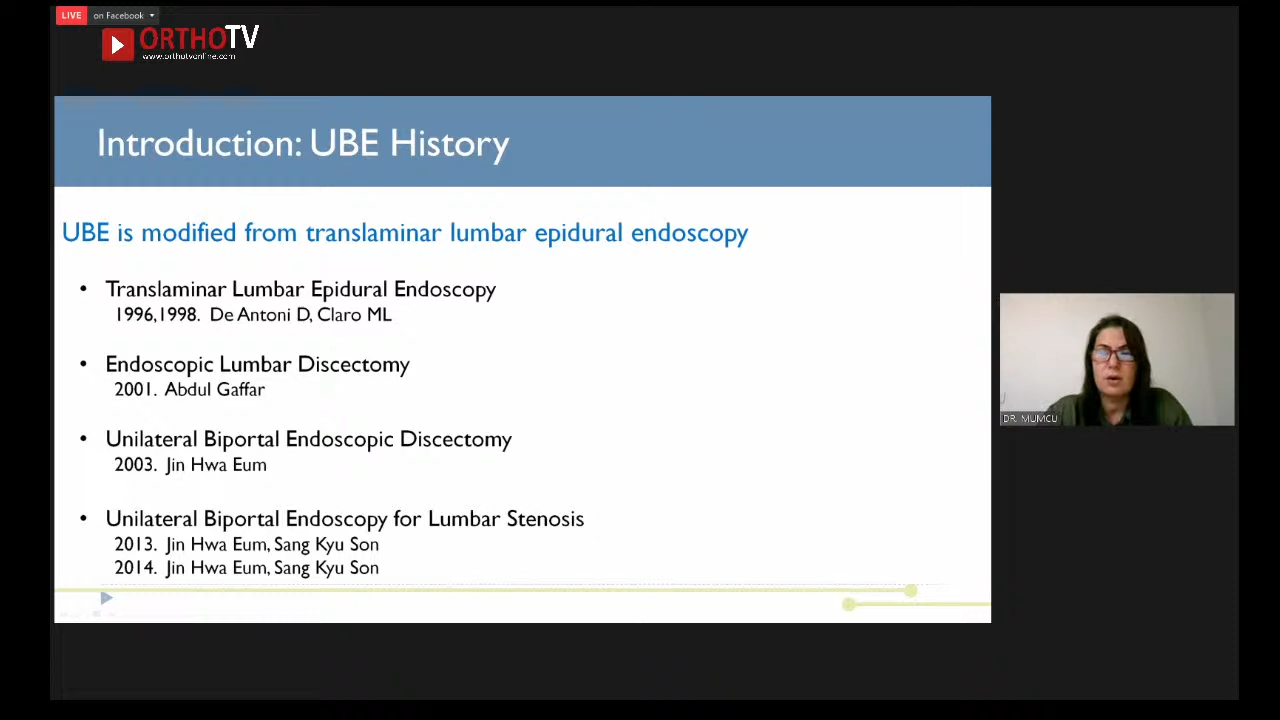 LIVE on Facebook
ORTHOTV
www.orthotvonline.com
Introduction: UBE History
UBE is modified from translaminar lumbar epidural endoscopy
• Translaminar Lumbar Epidural Endoscopy
1996,1998. De Antoni D, Claro ML
• Endoscopic Lumbar Discectomy
2001. Abdul Gaffar
• Unilateral Biportal Endoscopic Discectomy
2003. Jin Hwa Eum
• Unilateral Biportal Endoscopy for Lumbar Stenosis
2013. Jin Hwa Eum, Sang Kyu Son
2014. Jin Hwa Eum, Sang Kyu Son
DR. MUMCU